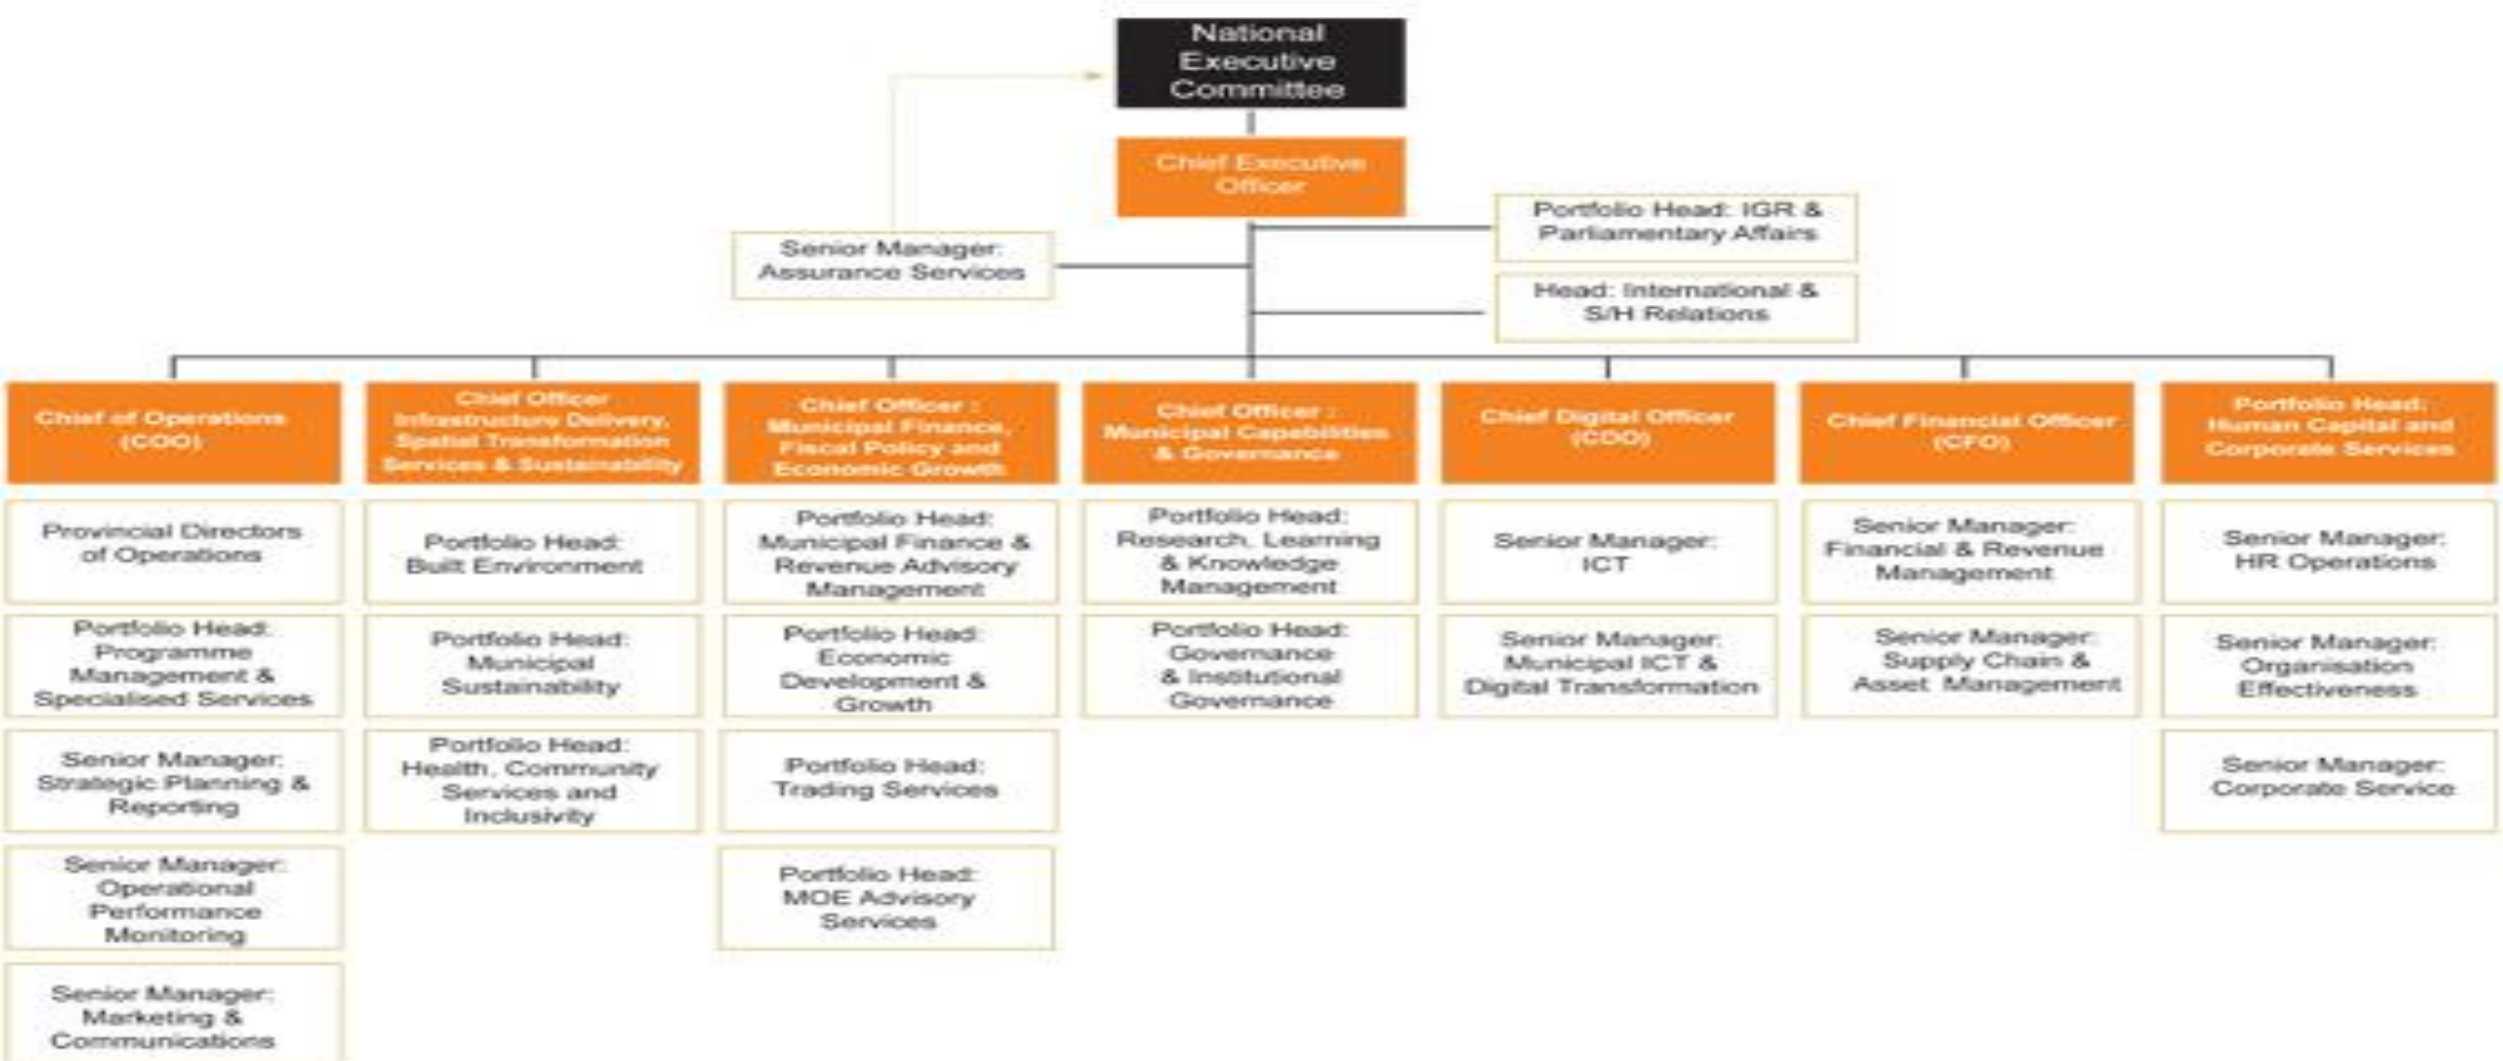 National
Executive
Committee
Chief Executive
Officer
Portfolio Head: IGR &
Parliamentary Affairs
Senior Manager:
Assurance Services
Head: International &
S/H Relations
Chief of Operations
(COO)
Provincial Directors
of Operations
Portfolio Head:
Programme
Management &
Specialised Services
Senior Manager:
Strategic Planning &
Reporting
Senior Manager:
Operational
Performance
Monitoring
Senior Manager:
Marketing &
Communications
Chief Officer
Infrastructure Delivery,
Spatial Transformation
Services & Sustainability
Portfolio Head:
Built Environment
Portfolio Head:
Municipal
Sustainability
Portfolio Head:
Health, Community
Services and
Inclusivity
Chief Officer :
Municipal Finance,
Fiscal Policy and
Economic Growth
Portfolio Head:
Municipal Finance &
Revenue Advisory
Management
Portfolio Head:
Economic
Development &
Growth
Portfolio Head:
Trading Services
Portfolio Head:
MOE Advisory
Services
Chief Officer :
Municipal Capabilities
& Governance
Portfolio Head:
Research, Learning
& Knowledge
Management
Portfolio Head:
Governance
& Institutional
Governance
Chief Digital Officer
(CDO)
Senior Manager:
ICT
Senior Manager:
Municipal ICT &
Digital Transformation
Chief Financial Officer
(CFO)
Senior Manager:
Financial & Revenue
Management
Senior Manager:
Supply Chain &
Asset Management
Portfolio Head:
Human Capital and
Corporate Services
Senior Manager:
HR Operations
Senior Manager:
Organisation
Effectiveness
Senior Manager:
Corporate Service